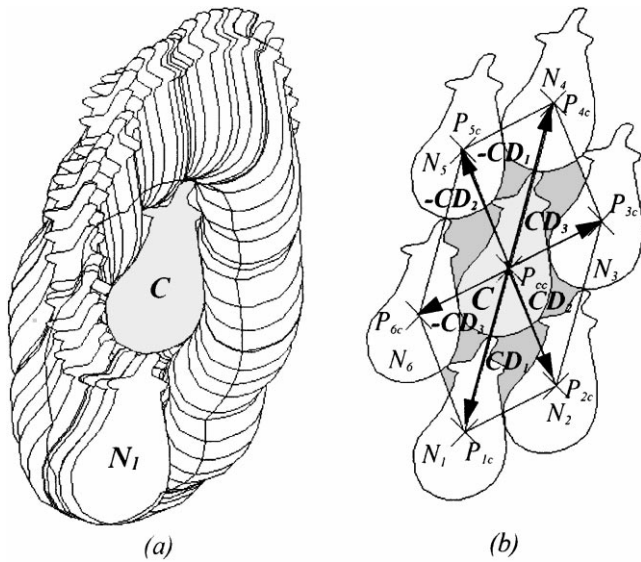 C
N₁
(a)
N₄
P₄c
P₅c
-CD₁
N₅
-CD₂
P₃c
CD₃
Pcc
N₃
C
CD₂
P₆c
-CD₃
N₆
CD₁
P₂c
N₂
N₁
P₁c
(b)